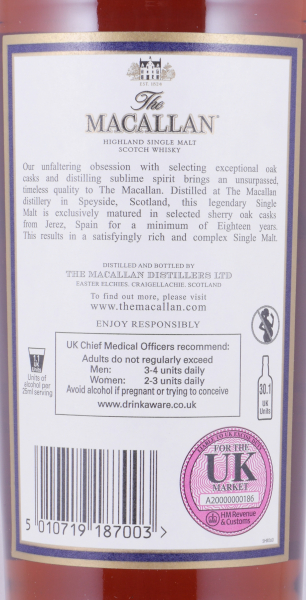 EST. 1824
The
MACALLAN
HIGHLAND SINGLE MALT
SCOTCH WHISKY
Our unfaltering obsession with selecting exceptional oak
casks and distilling sublime spirit brings an unsurpassed,
timeless quality to The Macallan. Distilled at The Macallan
distillery in Speyside, Scotland, this legendary Single
Malt is exclusively matured in selected sherry oak casks
from Jerez, Spain for a minimum of Eighteen years.
This results in a satisfyingly rich and complex Single Malt.
DISTILLED AND BOTTLED BY
THE MACALLAN DISTILLERS LTD
EASTER ELCHIES, CRAIGELLACHIE, SCOTLAND
To find out more, please visit
www.themacallan.com
ENJOY RESPONSIBLY
1.1
UK Units
Units of
alcohol per
25ml serving
UK Chief Medical Officers recommend:
Adults do not regularly exceed
Men: 3-4 units daily
Women: 2-3 units daily
Avoid alcohol if pregnant or trying to conceive
www.drinkaware.co.uk
30.1
UK
Units
5 010719 187003 >
FOR THE
UK
MARKET
A20000000186
HM Revenue
& Customs